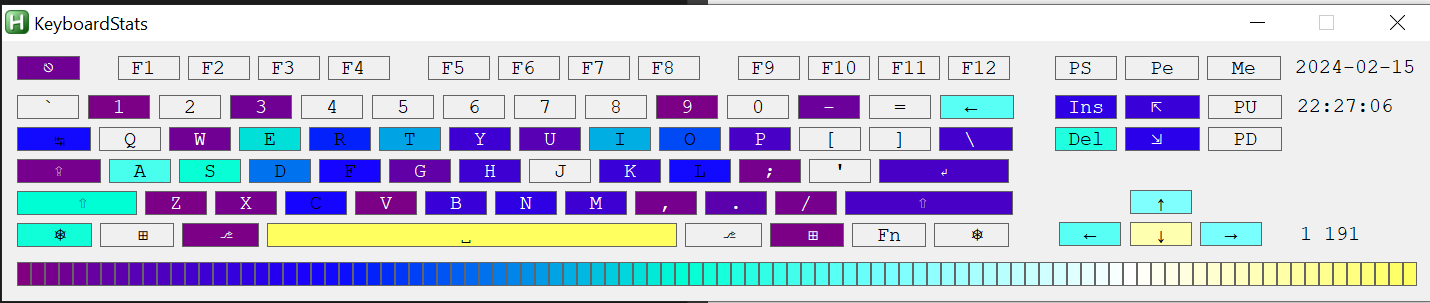 KeyboardStats
⎋ F1 F2 F3 F4 F5 F6 F7 F8 F9 F10 F11 F12 PS Pe Me 2024-02-15
` 1 2 3 4 5 6 7 8 9 0 - = ← Ins ⇱ PU 22:27:06
↹ Q W E R T Y U I O P [ ] \ Del ⇲ PD
⇪ A S D F G H J K L ; ' ↲
⇧ Z X C V B N M , . / ⇧ ↑
❄ ⊞ ⎇ ⎵ ⎇ ⊞ Fn ❄ ← ↓ → 1 191